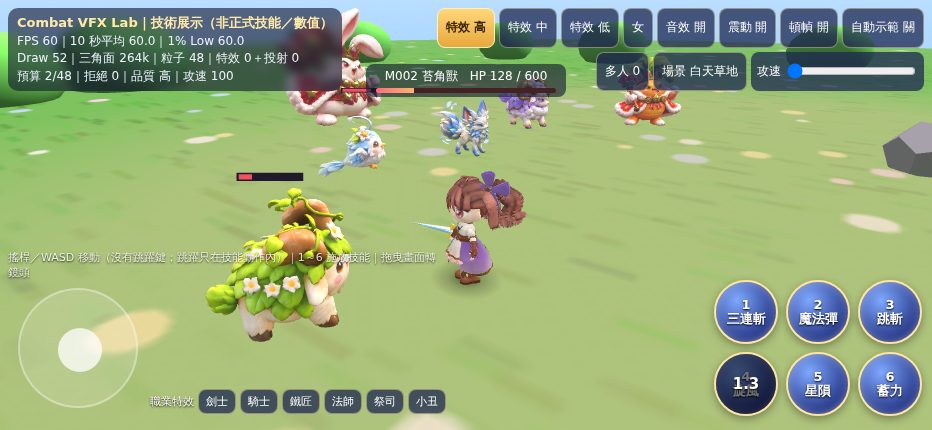 Combat VFX Lab｜技術展示（非正式技能／數值）
FPS 60｜10 秒平均 60.0｜1% Low 60.0
Draw 52｜三角面 264k｜粒子 48｜特效 0＋投射 0
預算 2/48｜拒絕 0｜品質 高｜攻速 100
特效 高
特效 中
特效 低
女
音效 開
震動 開
頓幀 開
自動示範 關
M002 苔角獸 HP 128 / 600
多人 0
場景 白天草地
攻速
搖桿／WASD 移動（沒有跳躍鍵；跳躍只在技能動作內）｜1~6 施放技能｜拖曳畫面轉
鏡頭
1
三連斬
2
魔法彈
3
跳斬
4
旋風
1.3
5
星隕
6
蓄力
職業特效
劍士
騎士
鐵匠
法師
祭司
小丑